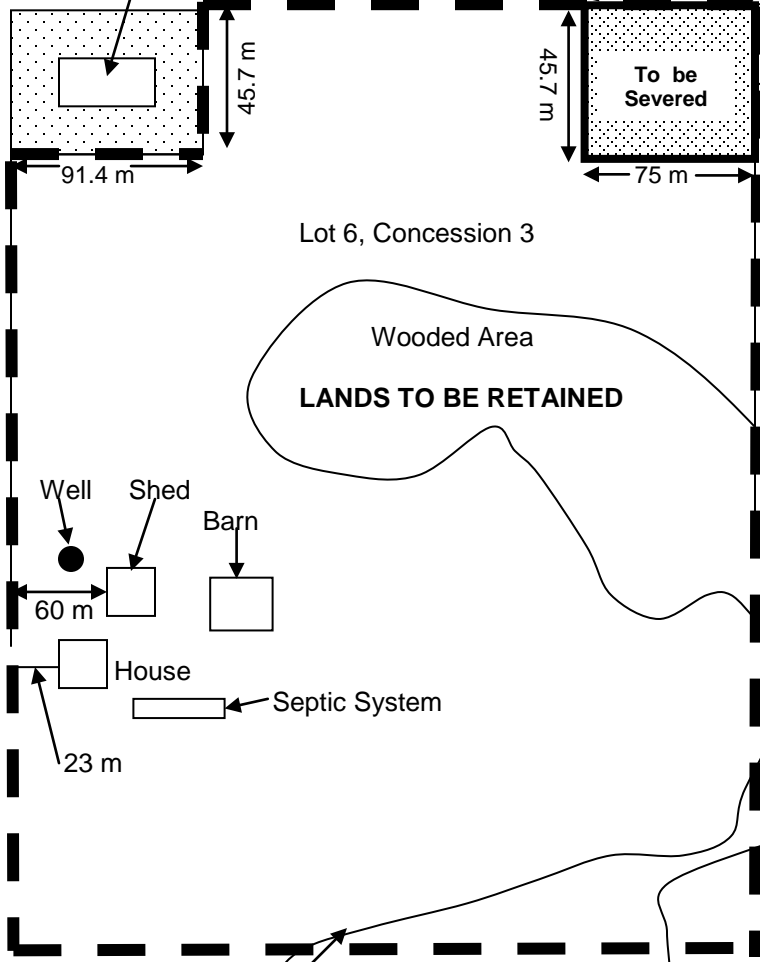 45.7 m
45.7 m
To be
Severed
91.4 m
75 m
Lot 6, Concession 3
Wooded Area
LANDS TO BE RETAINED
Well
Shed
Barn
60 m
House
Septic System
23 m